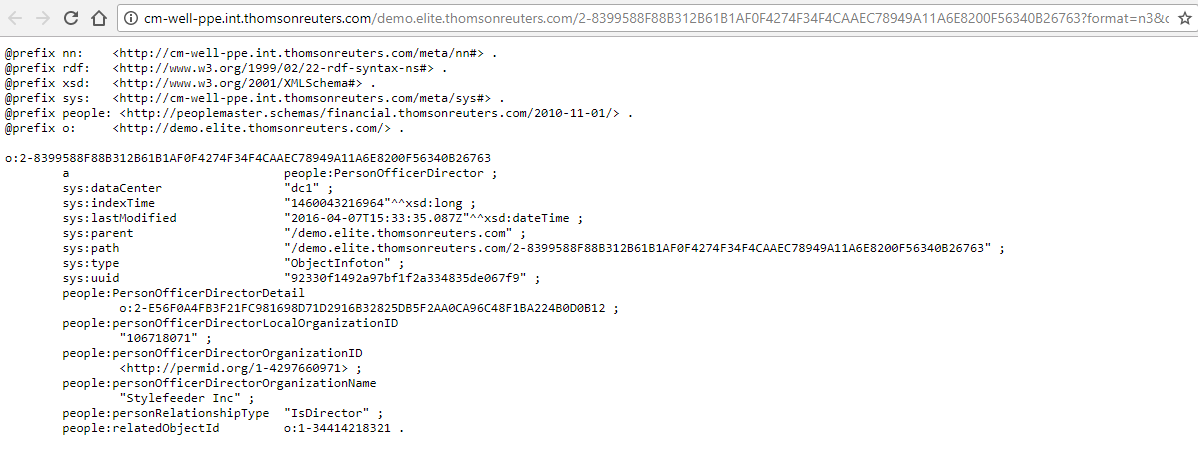 cm-well-ppe.int.thomsonreuters.com/demo.elite.thomsonreuters.com/2-8399588F88B312B61B1AF0F4274F34F4CAAEC78949A11A6E8200F56340B26763?format=n3&c
@prefix nn: <http://cm-well-ppe.int.thomsonreuters.com/meta/nn#> .
@prefix rdf: <http://www.w3.org/1999/02/22-rdf-syntax-ns#> .
@prefix xsd: <http://www.w3.org/2001/XMLSchema#> .
@prefix sys: <http://cm-well-ppe.int.thomsonreuters.com/meta/sys#> .
@prefix people: <http://peoplemaster.schemas/financial.thomsonreuters.com/2010-11-01/> .
@prefix o: <http://demo.elite.thomsonreuters.com/> .
o:2-8399588F88B312B61B1AF0F4274F34F4CAAEC78949A11A6E8200F56340B26763
a people:PersonOfficerDirector ;
sys:dataCenter "dc1" ;
sys:indexTime "1460043216964"^^xsd:long ;
sys:lastModified "2016-04-07T15:33:35.087Z"^^xsd:dateTime ;
sys:parent "/demo.elite.thomsonreuters.com" ;
sys:path "/demo.elite.thomsonreuters.com/2-8399588F88B312B61B1AF0F4274F34F4CAAEC78949A11A6E8200F56340B26763" ;
sys:type "ObjectInfoton" ;
sys:uuid "92330f1492a97bf1f2a334835de067f9" ;
people:PersonOfficerDirectorDetail
o:2-E56F0A4FB3F21FC981698D71D2916B32825DB5F2AA0CA96C48F1BA224B0D0B12 ;
people:personOfficerDirectorLocalOrganizationID
"106718071" ;
people:personOfficerDirectorOrganizationID
<http://permid.org/1-4297660971> ;
people:personOfficerDirectorOrganizationName
"Stylefeeder Inc" ;
people:personRelationshipType "IsDirector" ;
people:relatedObjectId o:1-34414218321 .